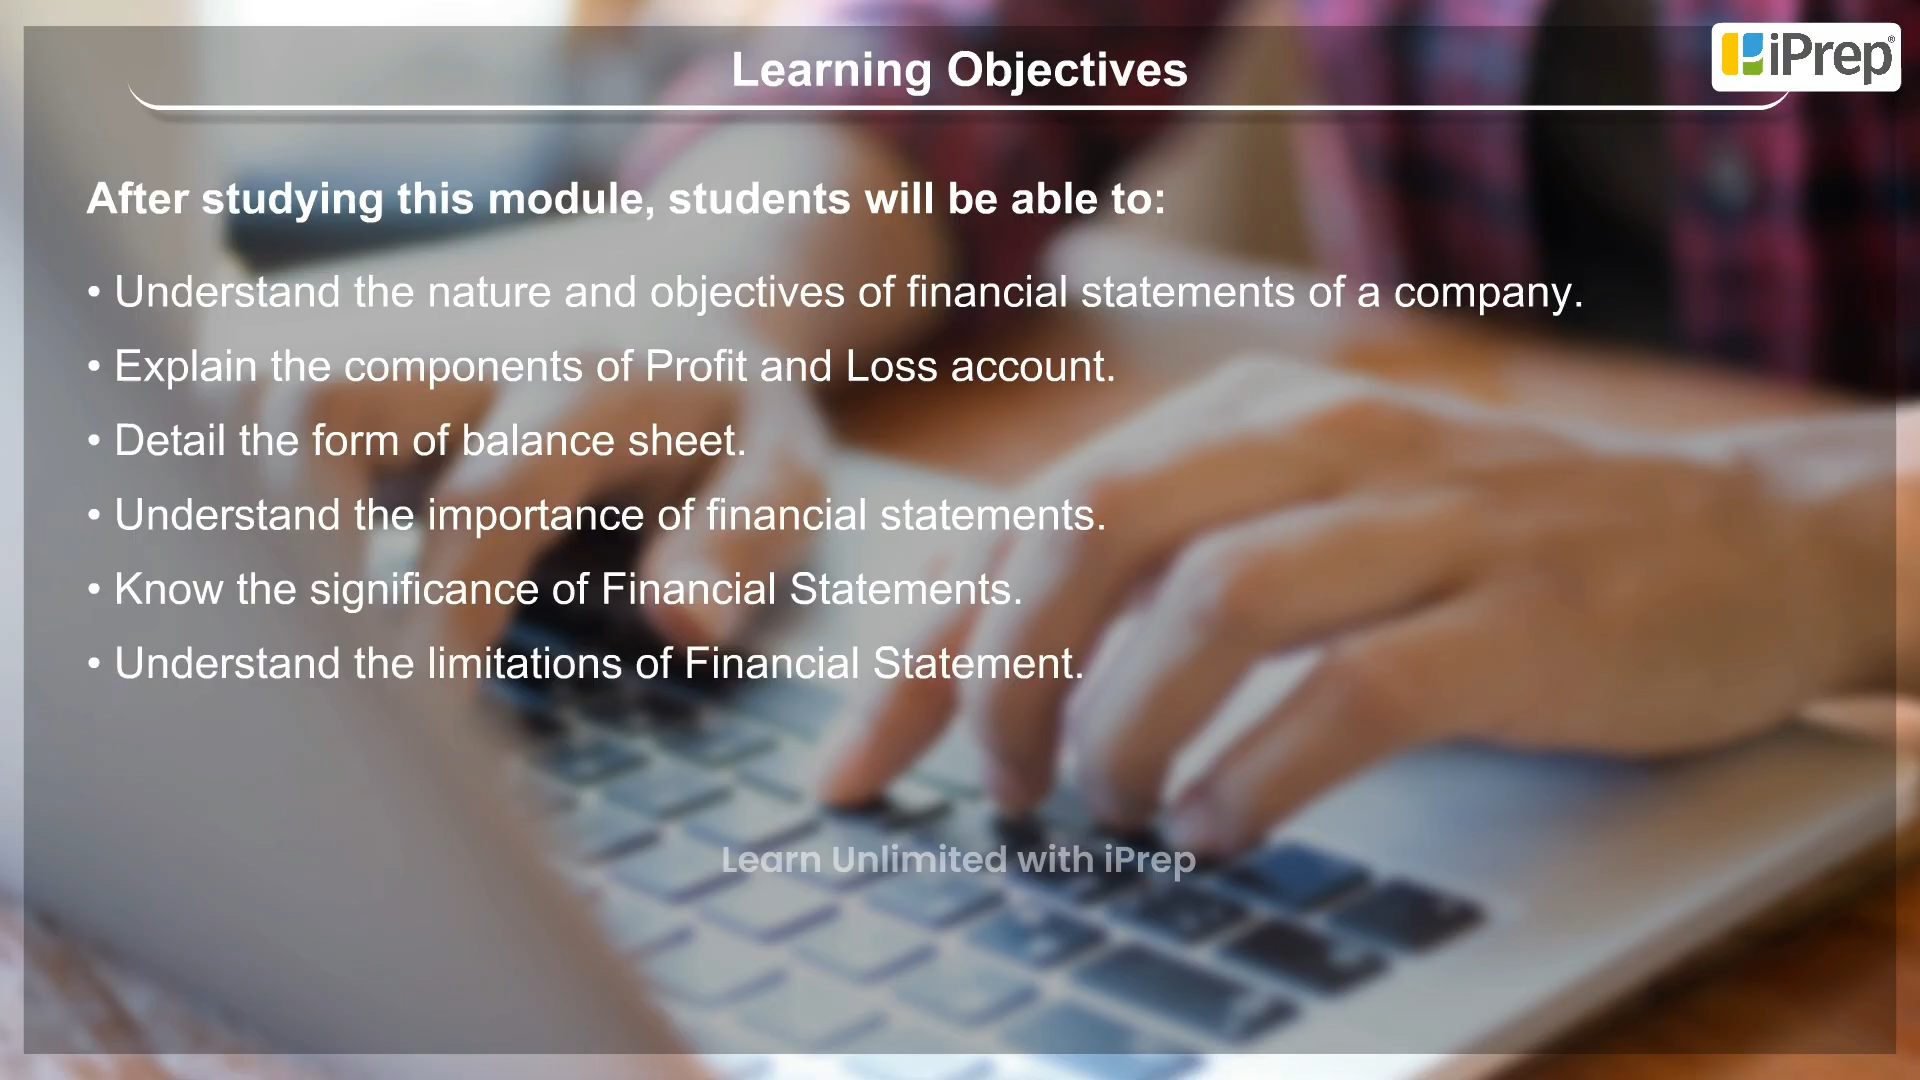 Learning Objectives
iPrep®
After studying this module, students will be able to:
• Understand the nature and objectives of financial statements of a company.
• Explain the components of Profit and Loss account.
• Detail the form of balance sheet.
• Understand the importance of financial statements.
• Know the significance of Financial Statements.
• Understand the limitations of Financial Statement.
Learn Unlimited with iPrep